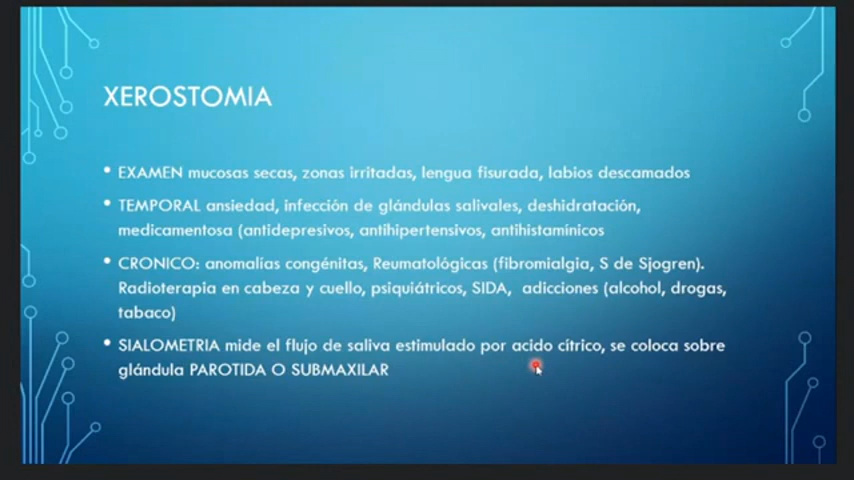 XEROSTOMIA
• EXAMEN mucosas secas, zonas irritadas, lengua fisurada, labios descamados
• TEMPORAL ansiedad, infección de glándulas salivales, deshidratación,
medicamentosa (antidepresivos, antihipertensivos, antihistamínicos
• CRONICO: anomalías congénitas, Reumatológicas (fibromialgia, S de Sjogren).
Radioterapia en cabeza y cuello, psiquiátricos, SIDA, adicciones (alcohol, drogas,
tabaco)
• SIALOMETRIA mide el flujo de saliva estimulado por acido cítrico, se coloca sobre
glándula PAROTIDA O SUBMAXILAR